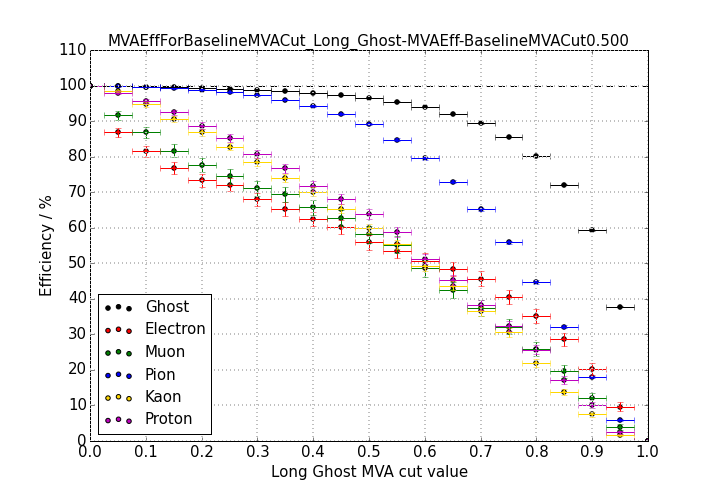 MVAEffForBaselineMVACut_Long_Ghost-MVAEff-BaselineMVACut0.500
110
100
90
80
70
60
50
40
30
20
10
0
Efficiency / %
Ghost
Electron
Muon
Pion
Kaon
Proton
0.0 0.1 0.2 0.3 0.4 0.5 0.6 0.7 0.8 0.9 1.0
Long Ghost MVA cut value